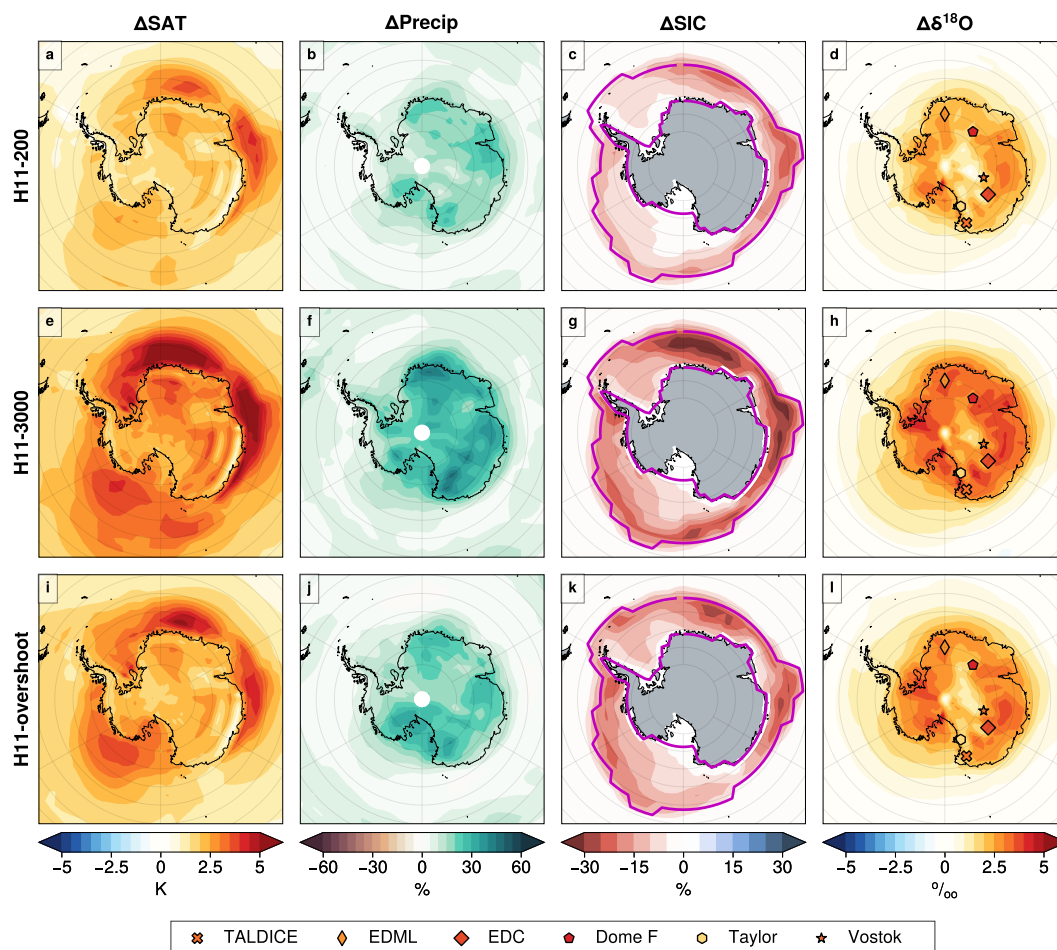 ΔSAT ΔPrecip ΔSIC Δδ¹⁸O
H11-200
a b c d
H11-3000
e f g h
H11-overshoot
i j k l
−5 −2.5 0 2.5 5 −60 −30 0 30 60 −30 −15 0 15 30 −5 −2.5 0 2.5 5
K % % º/ₒₒ
TALDICE EDML EDC Dome F Taylor Vostok